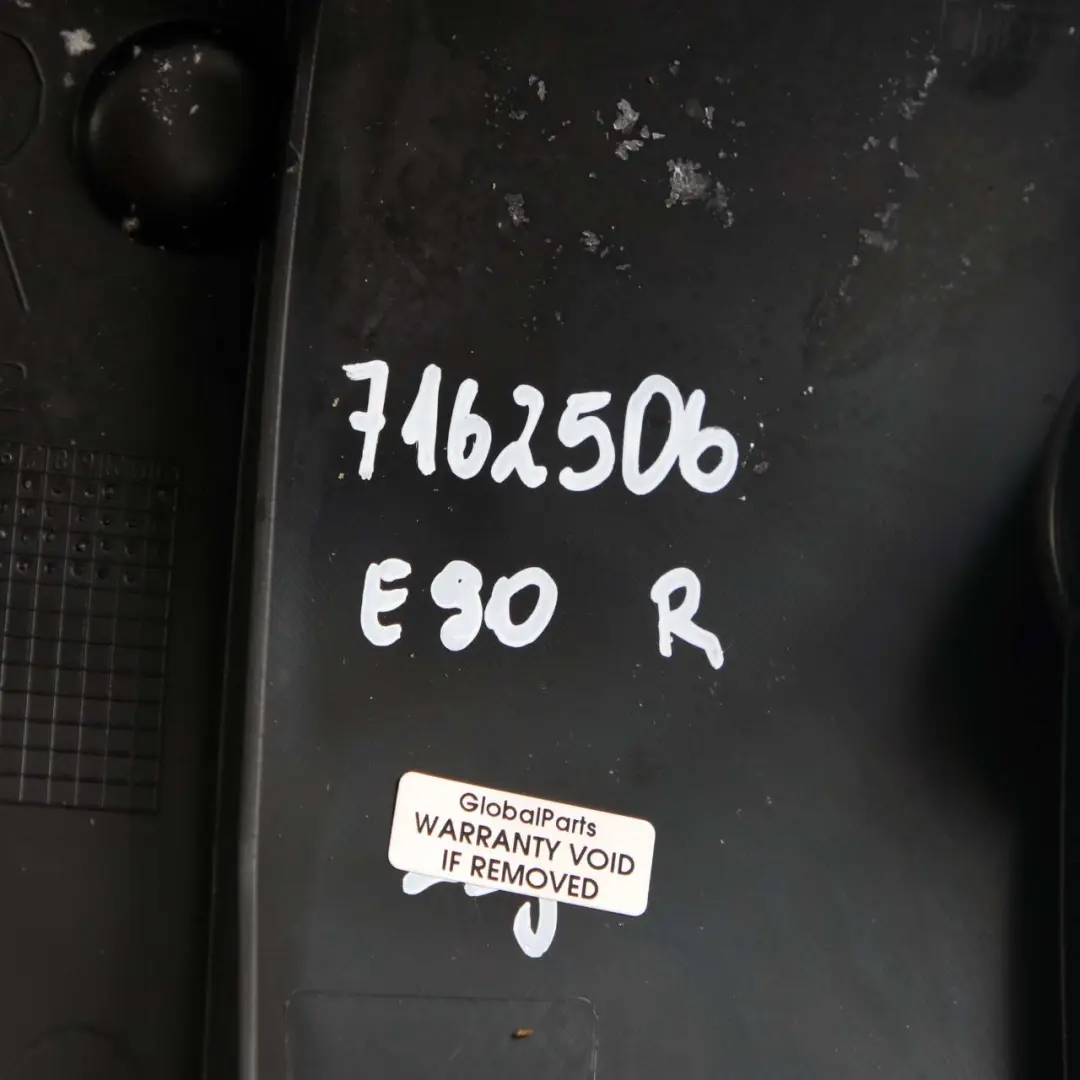 7162506
E90 R
GlobalParts
WARRANTY VOID
IF REMOVED